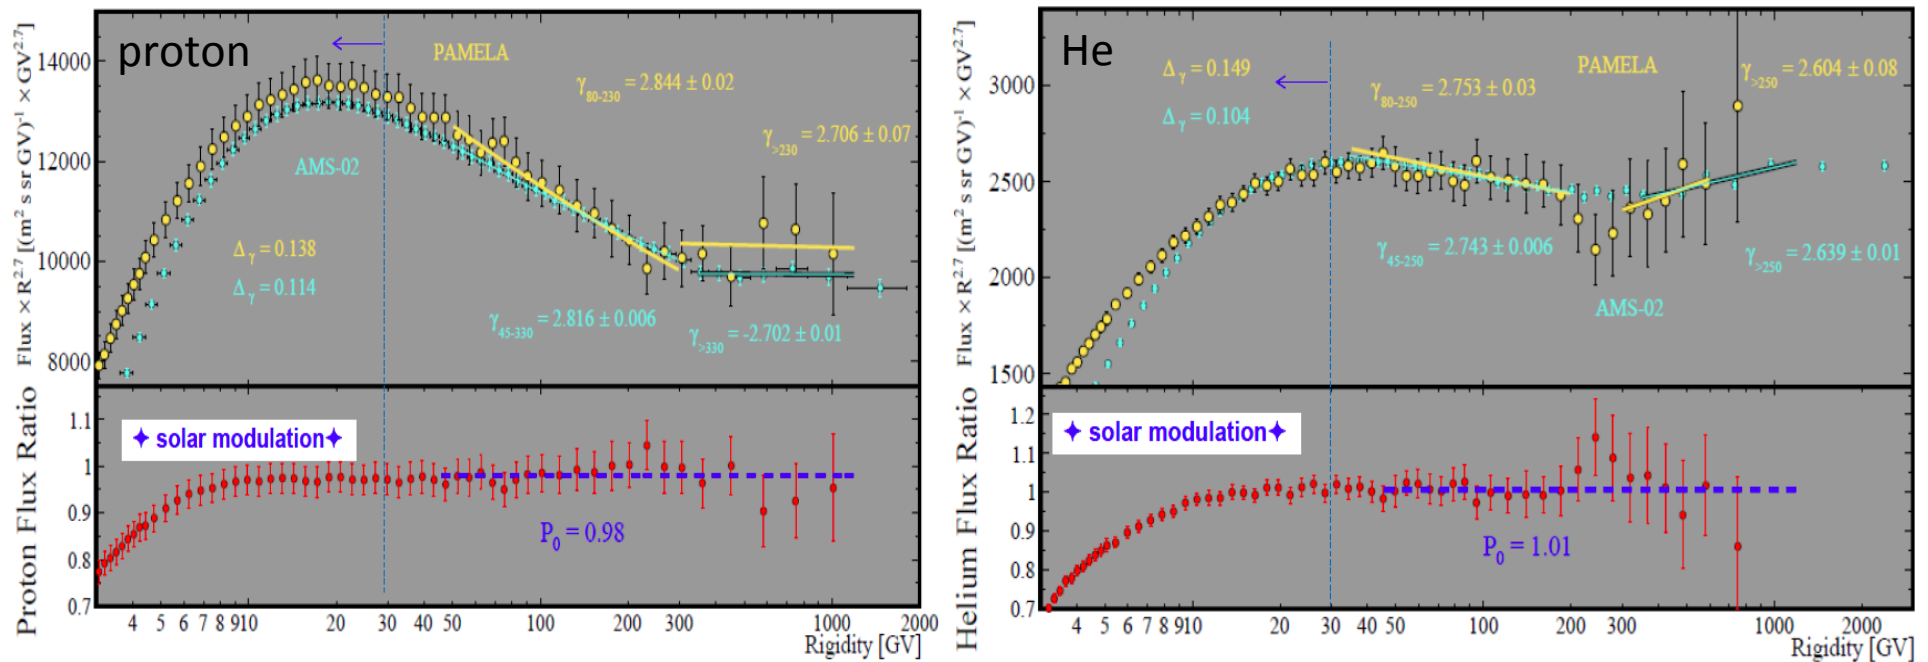 proton
PAMELA
γ80-230 = 2.844 ± 0.02
γ>230 = 2.706 ± 0.07
AMS-02
Δγ = 0.138
Δγ = 0.114
γ45-330 = 2.816 ± 0.006
γ>330 = -2.702 ± 0.01
Flux × R2.7 [(m2 sr GV)-1 × GV2.7]
14000
12000
10000
8000
✦ solar modulation✦
P0 = 0.98
Proton Flux Ratio
1.1
1
0.9
0.8
0.7
4 5 6 7 8 910 20 30 40 50 100 200 300 1000 2000
Rigidity [GV]
He
Δγ = 0.149
Δγ = 0.104
PAMELA
γ80-250 = 2.753 ± 0.03
γ>250 = 2.604 ± 0.08
γ45-250 = 2.743 ± 0.006
γ>250 = 2.639 ± 0.01
AMS-02
Flux × R2.7 [(m2 sr GV)-1 × GV2.7]
3000
2500
2000
1500
✦ solar modulation✦
P0 = 1.01
Helium Flux Ratio
1.2
1.1
1
0.9
0.8
0.7
4 5 6 7 8 910 20 30 40 50 100 200 300 1000 2000
Rigidity [GV]